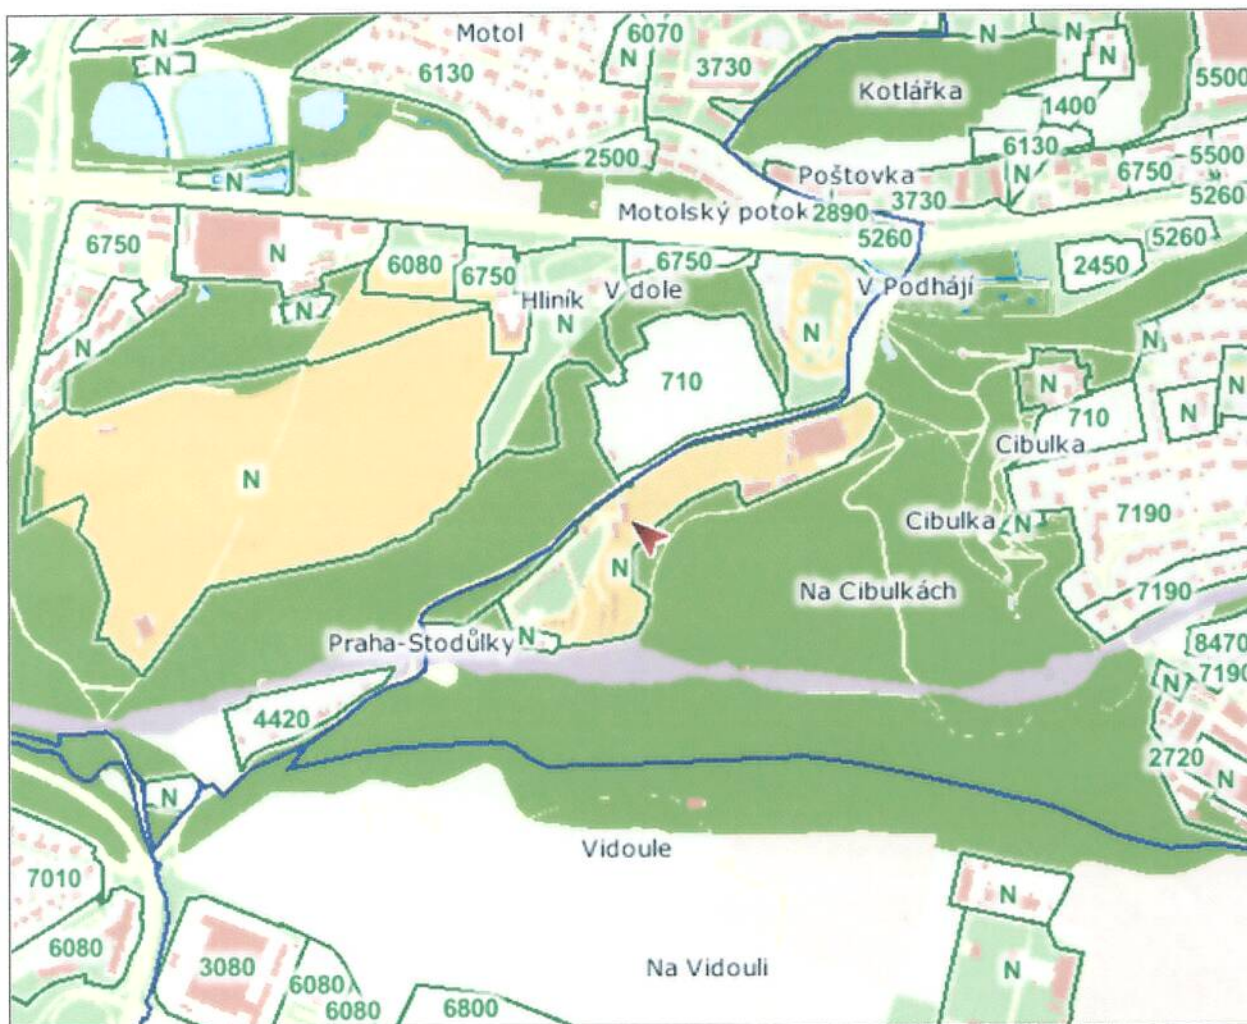 Motol
6070
N
N
N
6130
N
3730
N
N
N
5500
Kotlářka
1400
2500
6130
5500
N
Poštovka
N
6750
3730
5260
Motolský potok
2890
5260
5260
6750
N
6080
6750
6750
2450
Hliník
V dole
V Podhájí
N
N
N
N
N
710
N
N
N
710
Cibulka
N
Cibulka
N
7190
N
Na Cibulkách
7190
Praha-Stodůlky
N
8470
7190
N
4420
2720
N
N
Vidoule
7010
N
6080
3080
Na Vidouli
N
6080
6080
6800